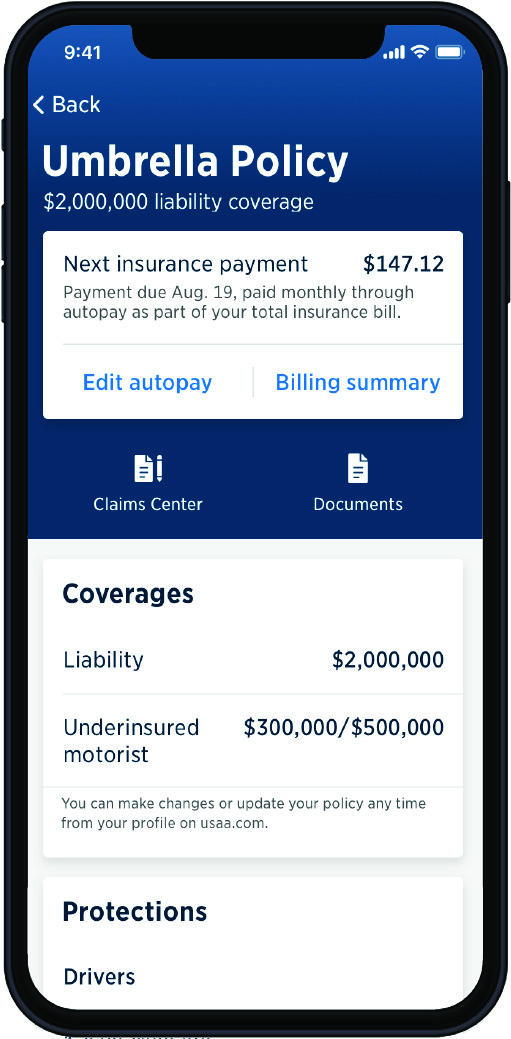 9:41
Back
Umbrella Policy
$2,000,000 liability coverage
Next insurance payment $147.12
Payment due Aug. 19, paid monthly through
autopay as part of your total insurance bill.
Edit autopay Billing summary
Claims Center Documents
Coverages
Liability $2,000,000
Underinsured $300,000/$500,000
motorist
You can make changes or update your policy any time
from your profile on usaa.com.
Protections
Drivers